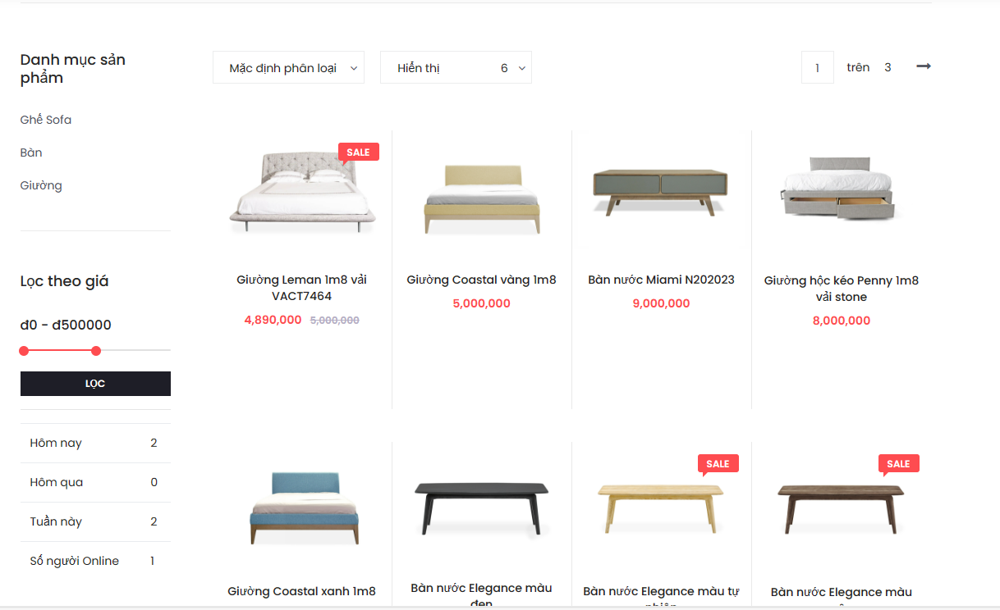 Danh mục sản
phẩm
Ghế Sofa
Bàn
Giường
Lọc theo giá
đ0 - đ500000
LỌC
Hôm nay 2
Hôm qua 0
Tuần này 2
Số người Online 1
Mặc định phân loại
Hiển thị 6
1 trên 3
SALE
Giường Leman 1m8 vải
VACT7464
4,890,000 5,000,000
Giường Coastal vàng 1m8
5,000,000
Bàn nước Miami N202023
9,000,000
Giường hộc kéo Penny 1m8
vải stone
8,000,000
Giường Coastal xanh 1m8
Bàn nước Elegance màu
đen
SALE
Bàn nước Elegance màu tự
nhiên
SALE
Bàn nước Elegance màu